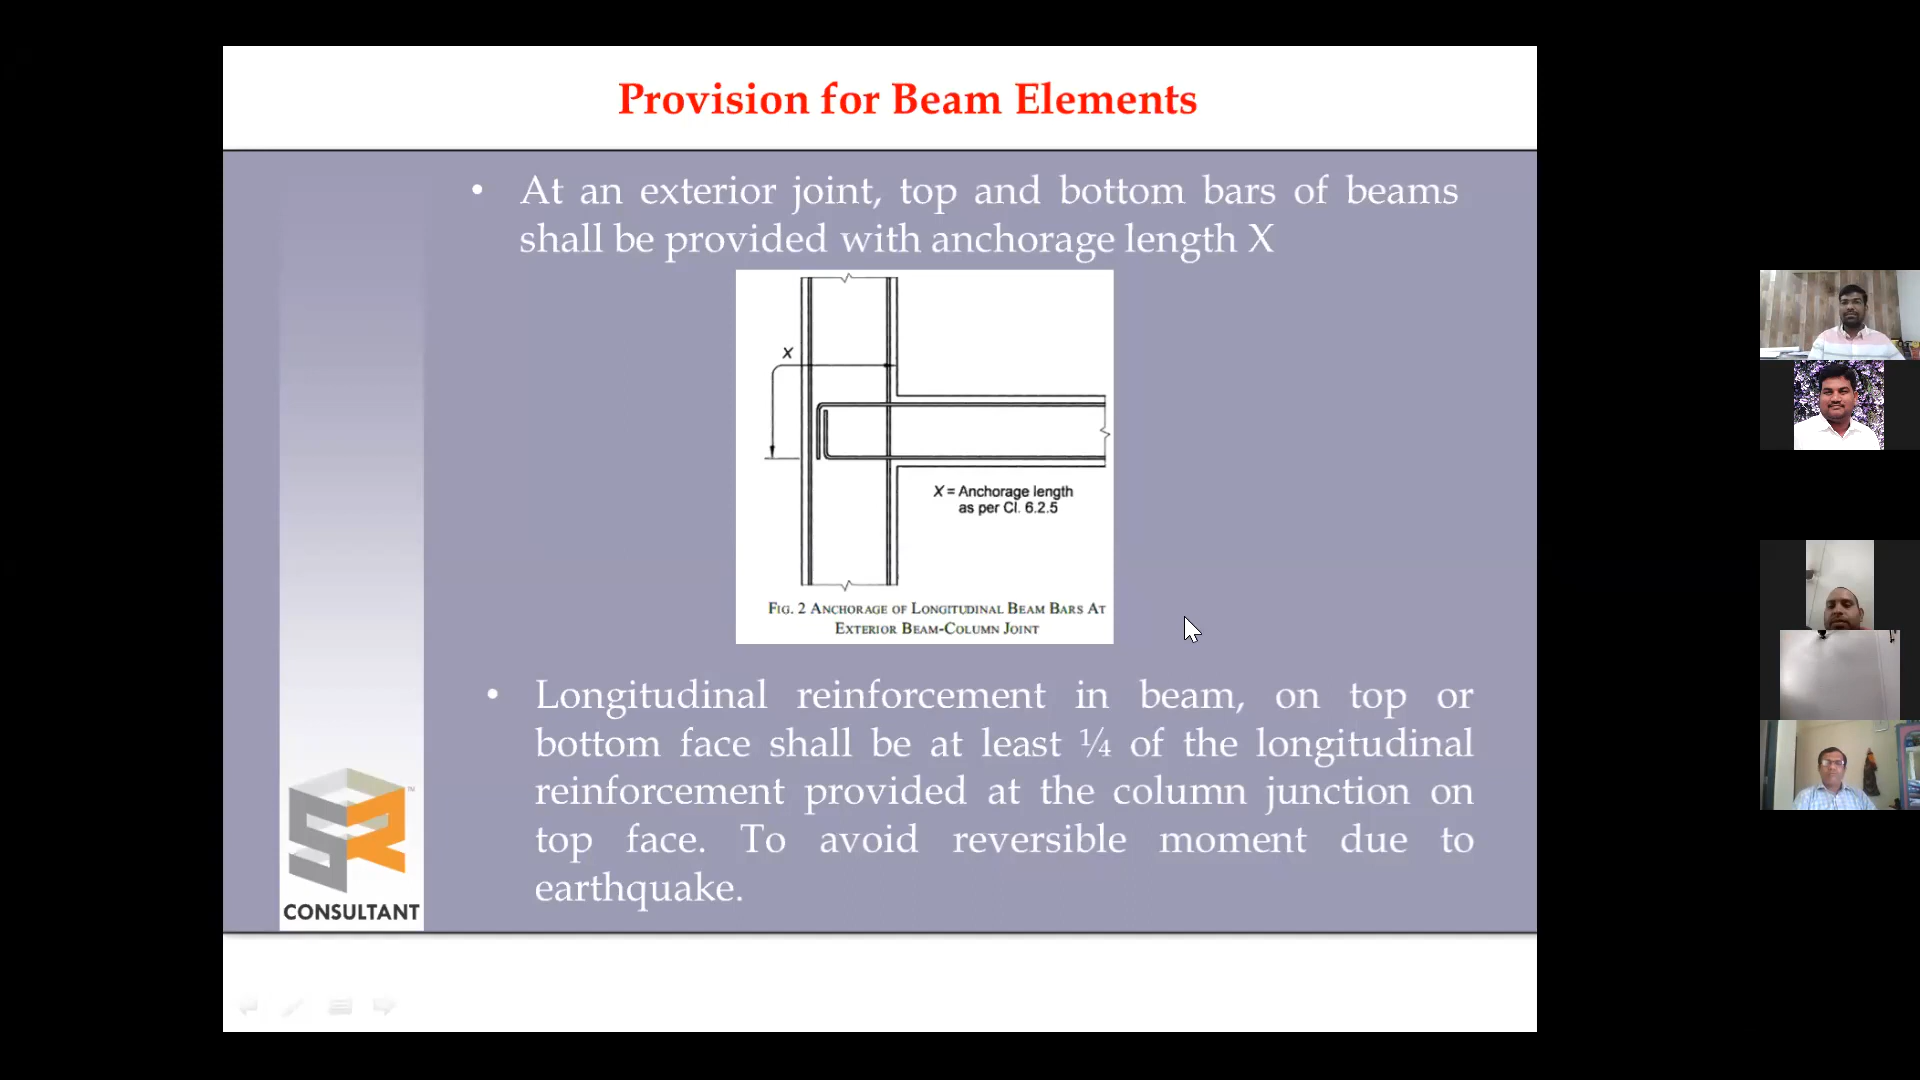 Provision for Beam Elements
• At an exterior joint, top and bottom bars of beams
shall be provided with anchorage length X
X
X = Anchorage length
as per Cl. 6.2.5
FIG. 2 ANCHORAGE OF LONGITUDINAL BEAM BARS AT
EXTERIOR BEAM-COLUMN JOINT
• Longitudinal reinforcement in beam, on top or
bottom face shall be at least ¼ of the longitudinal
reinforcement provided at the column junction on
top face. To avoid reversible moment due to
earthquake.
SR
TM
CONSULTANT